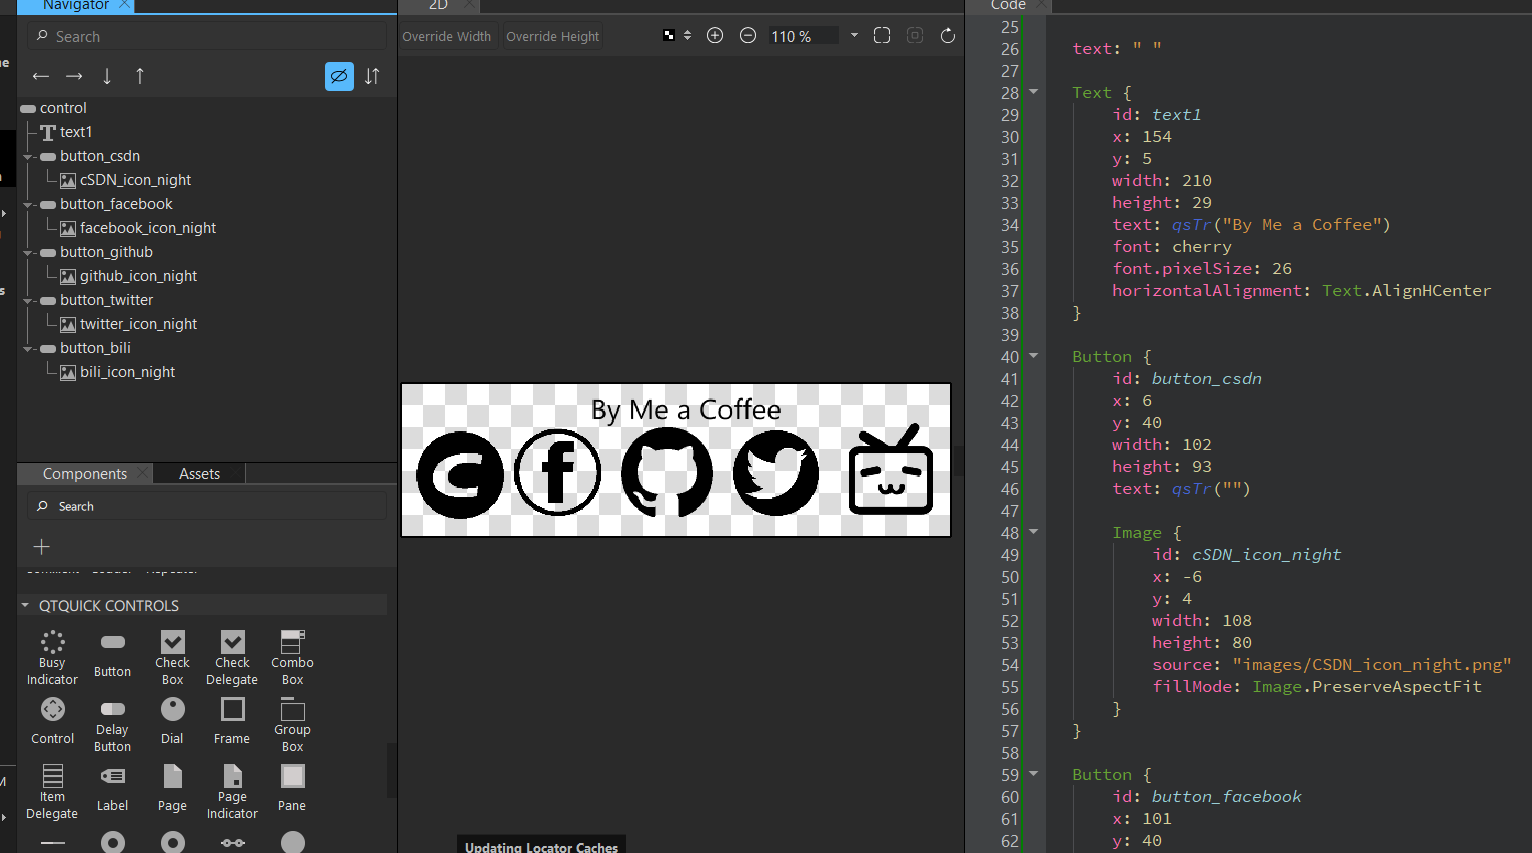 Navigator
Search
control
text1
button_csdn
cSDN_icon_night
button_facebook
facebook_icon_night
button_github
github_icon_night
button_twitter
twitter_icon_night
button_bili
bili_icon_night
Components
Assets
Search
QTQUICK CONTROLS
Busy Indicator
Button
Check Box
Check Delegate
Combo Box
Control
Delay Button
Dial
Frame
Group Box
Item Delegate
Label
Page
Page Indicator
Pane
2D
Override Width
Override Height
110 %
By Me a Coffee
Updating Locator Caches
Code
25
26 text: " "
27
28 Text {
29 id: text1
30 x: 154
31 y: 5
32 width: 210
33 height: 29
34 text: qsTr("By Me a Coffee")
35 font: cherry
36 font.pixelSize: 26
37 horizontalAlignment: Text.AlignHCenter
38 }
39
40 Button {
41 id: button_csdn
42 x: 6
43 y: 40
44 width: 102
45 height: 93
46 text: qsTr("")
47
48 Image {
49 id: cSDN_icon_night
50 x: -6
51 y: 4
52 width: 108
53 height: 80
54 source: "images/CSDN_icon_night.png"
55 fillMode: Image.PreserveAspectFit
56 }
57 }
58
59 Button {
60 id: button_facebook
61 x: 101
62 y: 40